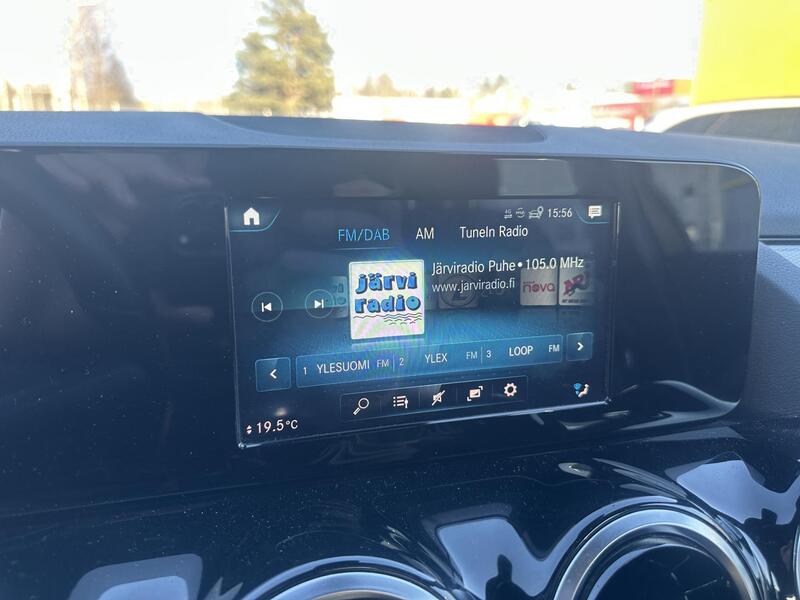 15:56
FM/DAB AM TuneIn Radio
järvi
radio
Järviradio Puhe • 105.0 MHz
www.jarviradio.fi
nova
NRJ
1 YLESUOMI FM 2 YLEX FM 3 LOOP FM
19.5°C